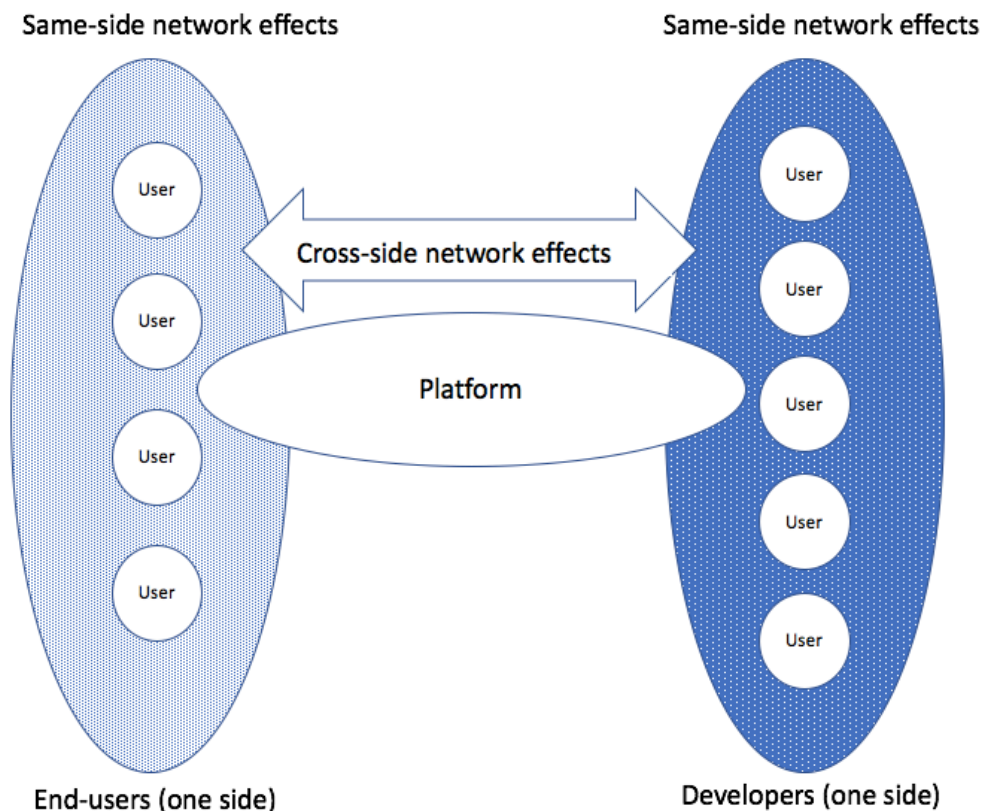 Same-side network effects
Same-side network effects
User
User
User
User
Cross-side network effects
Platform
User
User
User
User
User
End-users (one side)
Developers (one side)